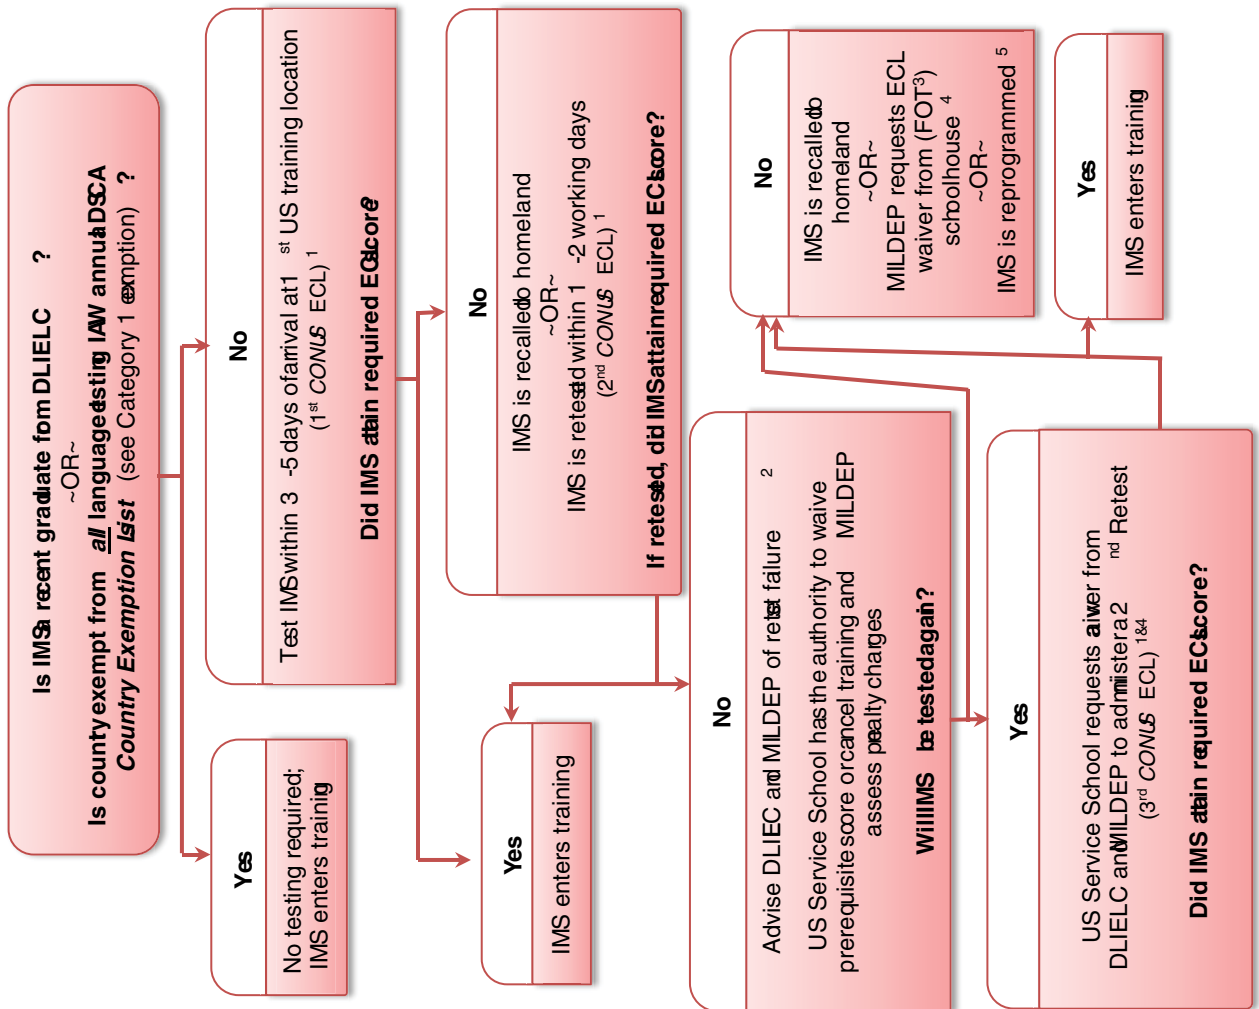 Is IMS a recent graduate from DLIELC ?
~OR~
Is country exempt from all language testing IAW annual DSCA
Country Exemption List (see Category 1 exemption) ?
Yes
No testing required;
IMS enters training
No
Test IMS within 3 -5 days of arrival at 1 st US training location
(1st CONUS ECL) 1
Did IMS attain required ECL score?
Yes
IMS enters training
No
IMS is recalled to homeland
~OR~
IMS is retested within 1 -2 working days
(2nd CONUS ECL) 1
If retested, did IMS attain required ECL score?
No
Advise DLIELC and MILDEP of retest failure 2
US Service School has the authority to waive
prerequisite score or cancel training and MILDEP
assess penalty charges
Will IMS be tested again?
Yes
US Service School requests a waiver from
DLIELC and MILDEP to administer a 2 nd Retest
(3rd CONUS ECL) 1&4
Did IMS attain required ECL score?
No
IMS is recalled to
homeland
~OR~
MILDEP requests ECL
waiver from (FOT3)
schoolhouse 4
~OR~
IMS is reprogrammed 5
Yes
IMS enters training